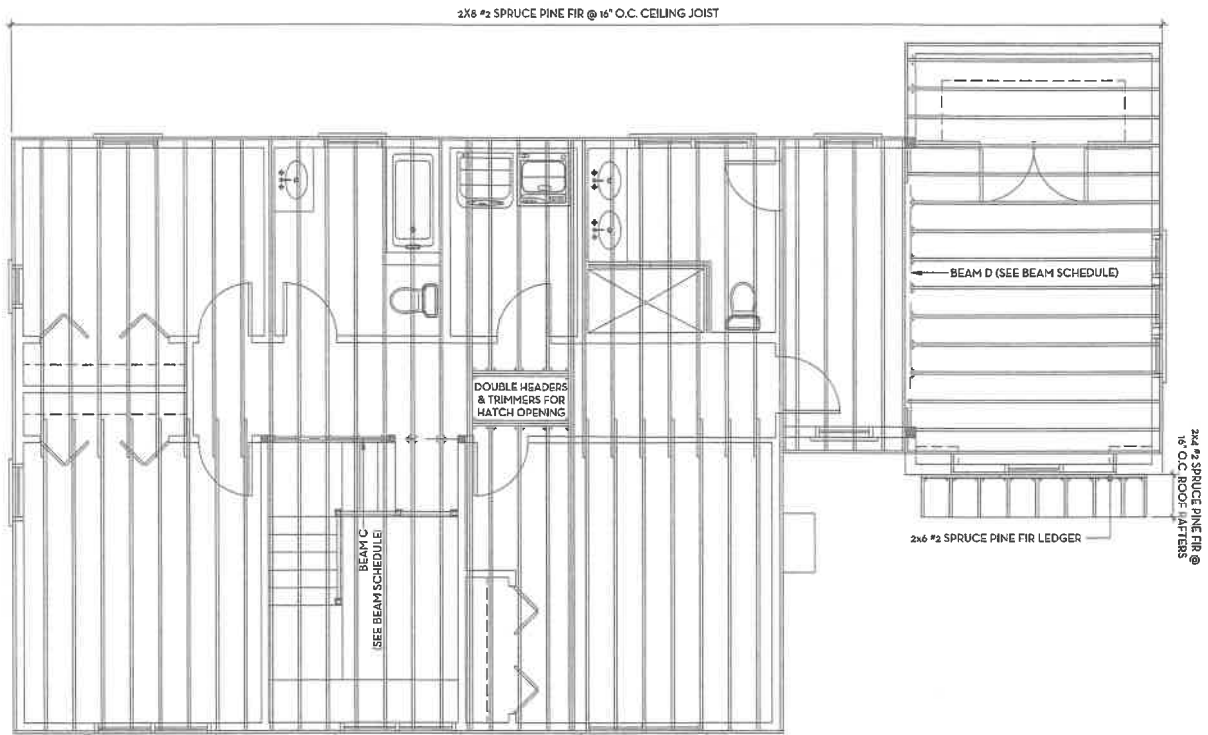 2X8 #2 SPRUCE PINE FIR @ 16" O.C. CEILING JOIST
BEAM D (SEE BEAM SCHEDULE)
DOUBLE HEADERS
& TRIMMERS FOR
HATCH OPENING
BEAM C
(SEE BEAM SCHEDULE)
2x6 #2 SPRUCE PINE FIR LEDGER
2X4 #2 SPRUCE PINE FIR @
16" O.C. ROOF RAFTERS